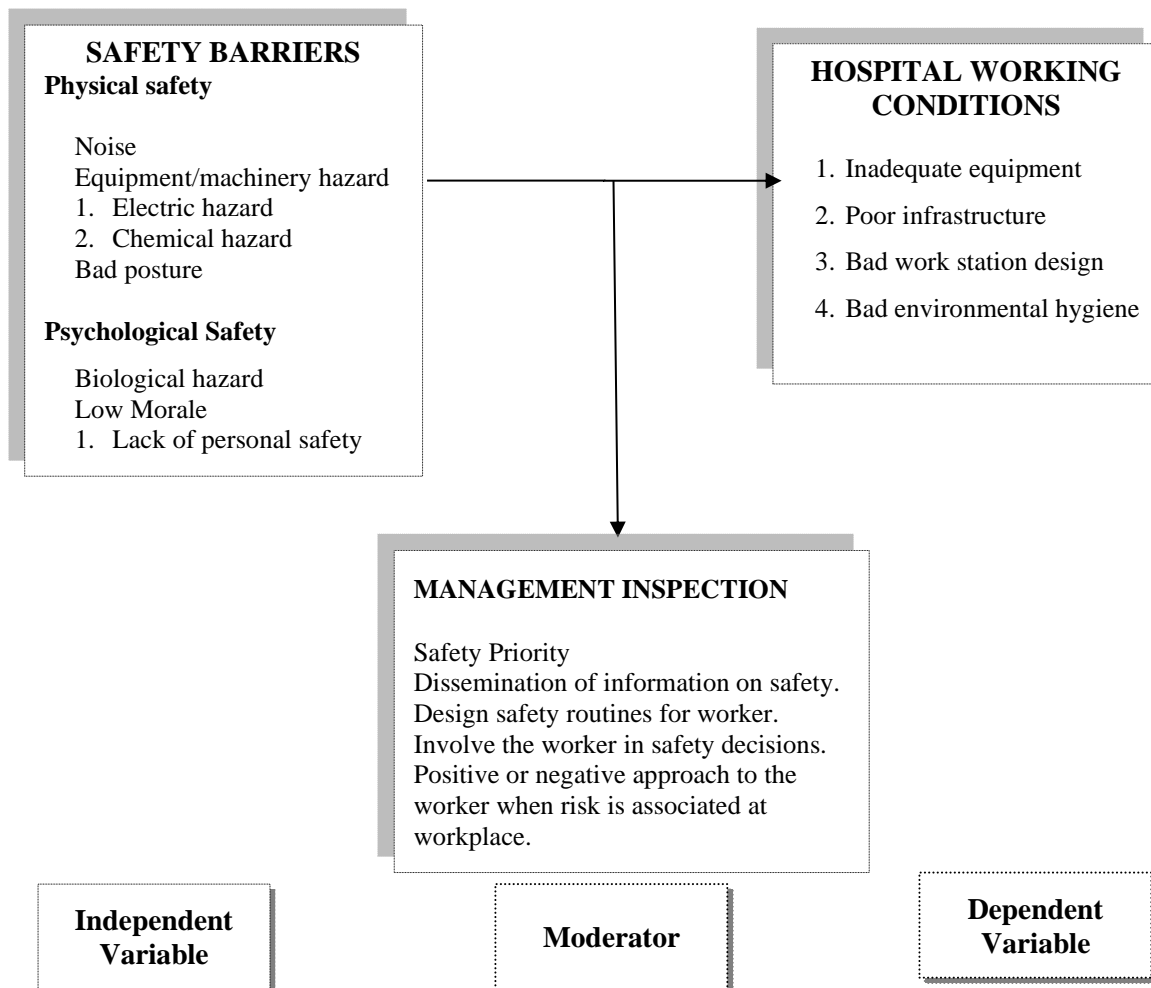 SAFETY BARRIERS
Physical safety
Noise
Equipment/machinery hazard
1. Electric hazard
2. Chemical hazard
Bad posture
Psychological Safety
Biological hazard
Low Morale
1. Lack of personal safety
HOSPITAL WORKING
CONDITIONS
1. Inadequate equipment
2. Poor infrastructure
3. Bad work station design
4. Bad environmental hygiene
MANAGEMENT INSPECTION
Safety Priority
Dissemination of information on safety.
Design safety routines for worker.
Involve the worker in safety decisions.
Positive or negative approach to the
worker when risk is associated at
workplace.
Independent
Variable
Moderator
Dependent
Variable